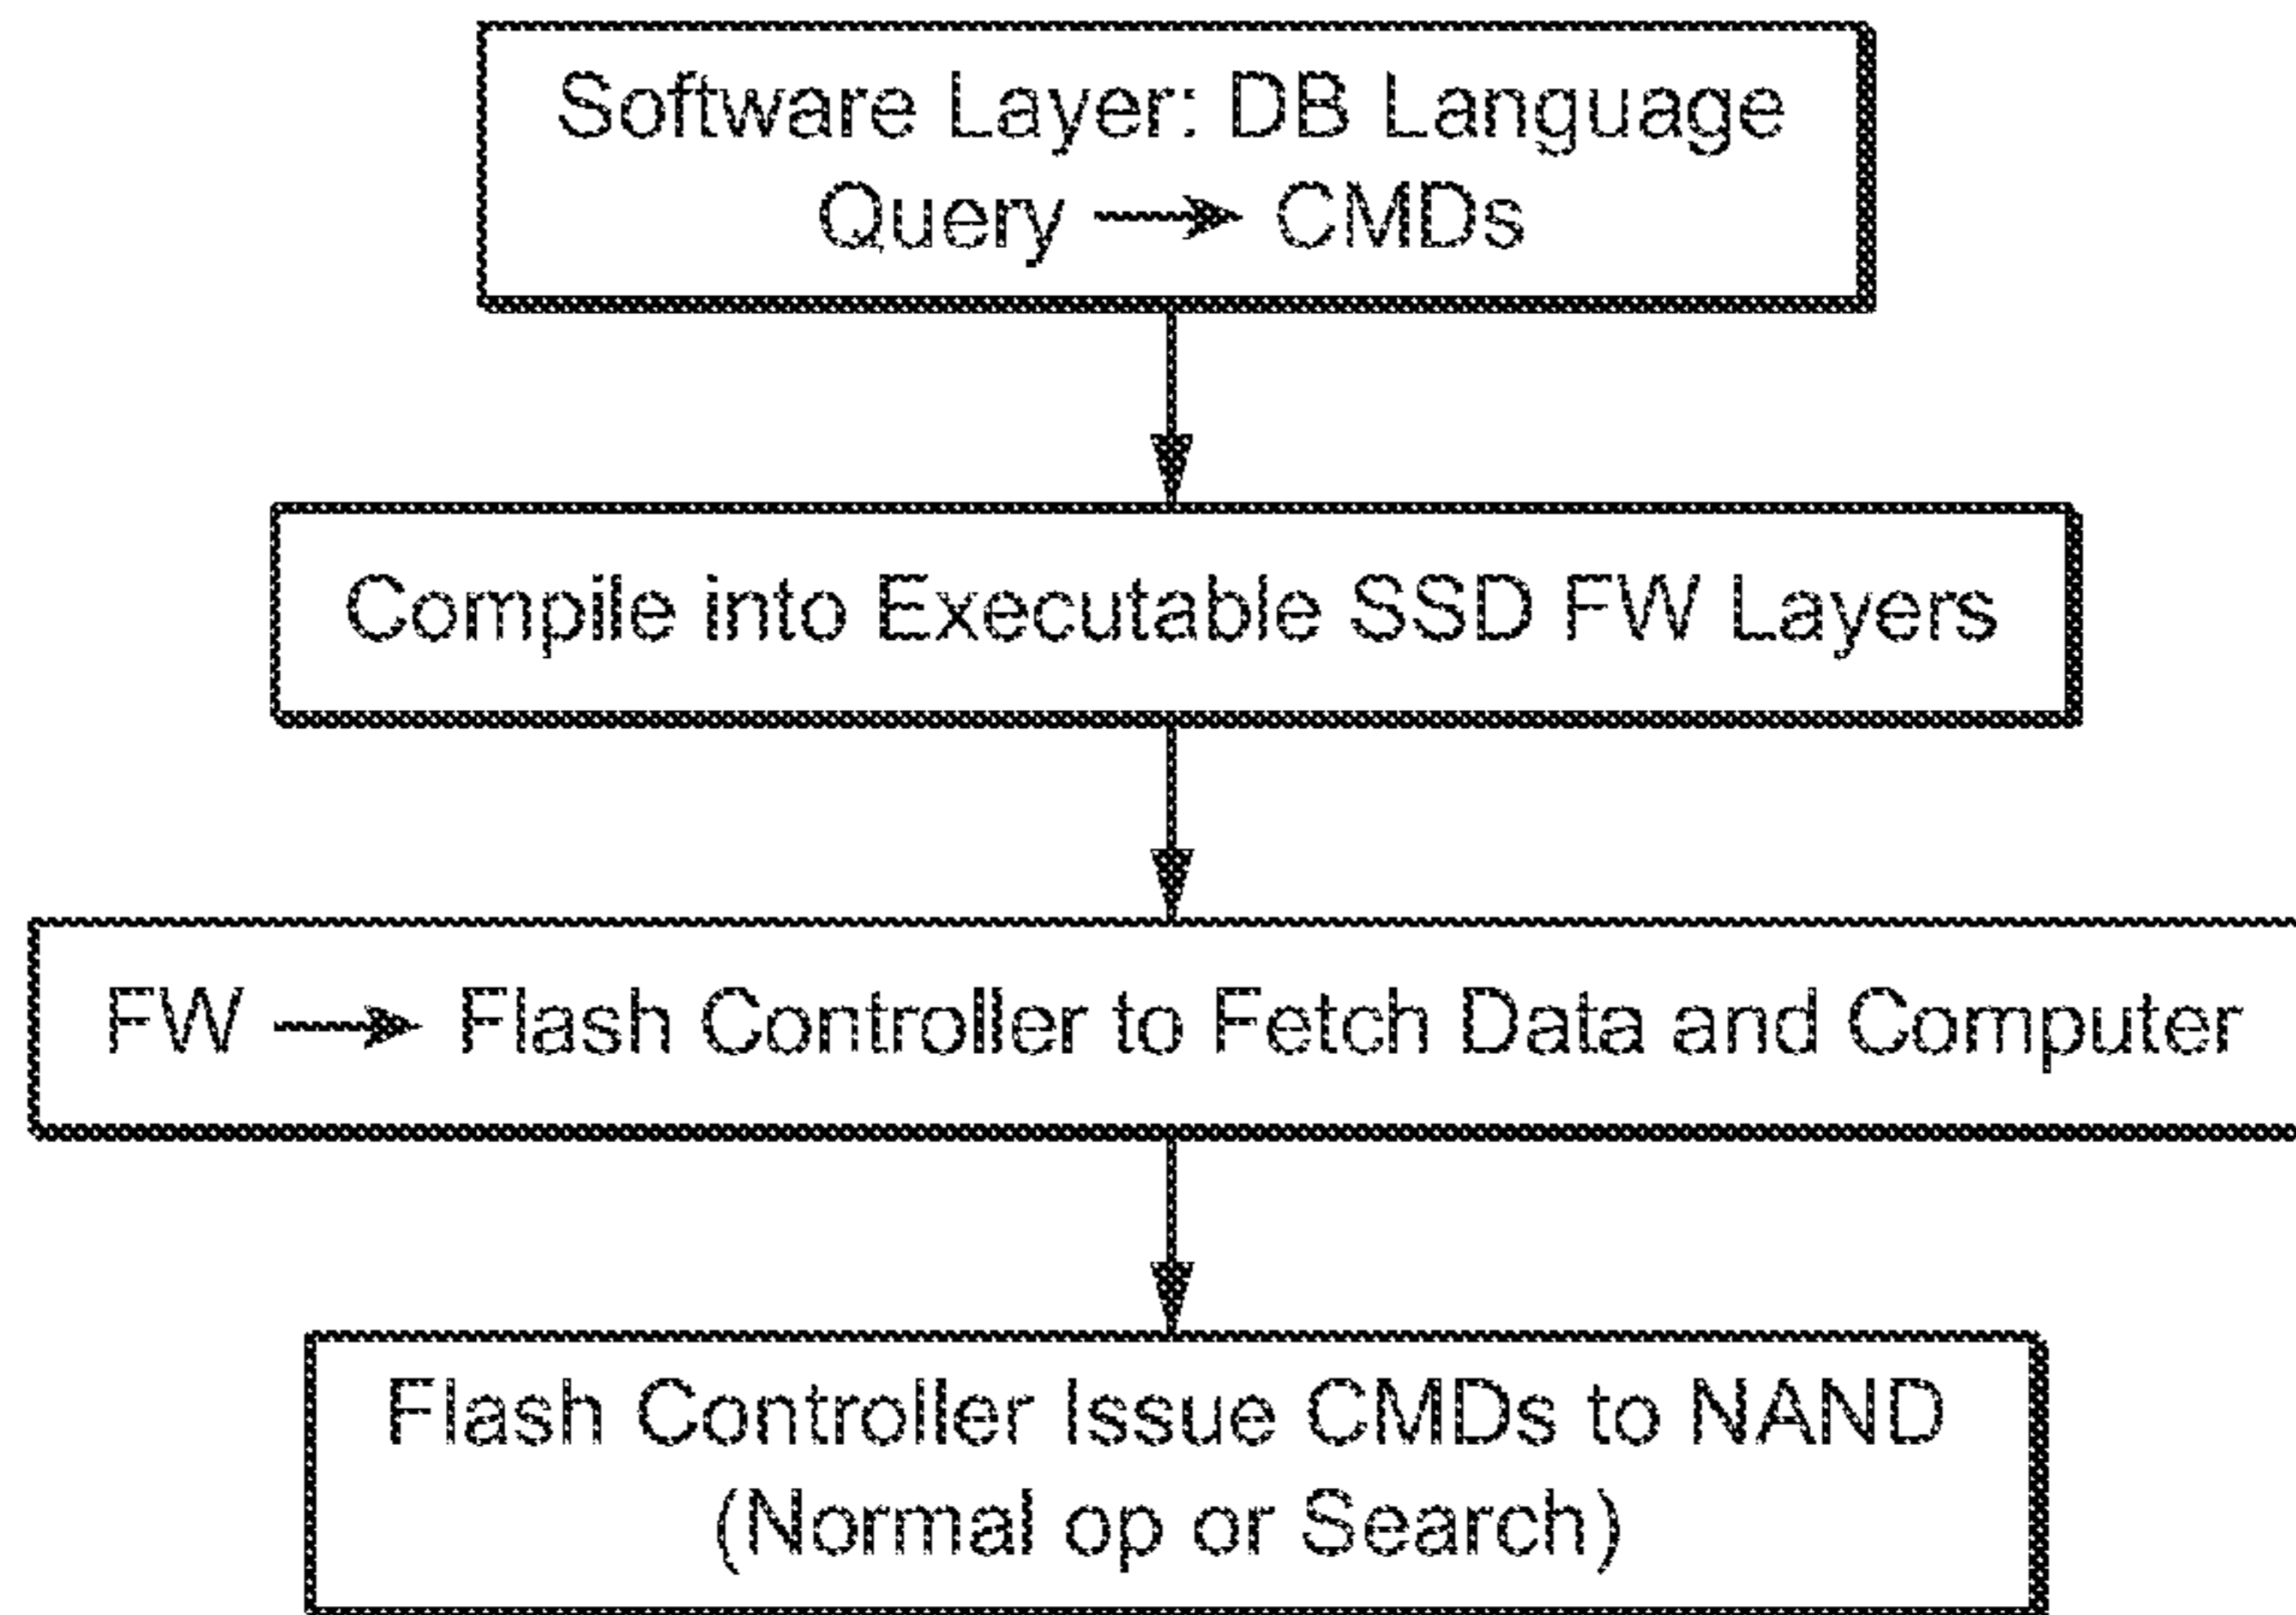 Software Layer: DB Language
Query → CMDs
Compile into Executable SSD FW Layers
FW → Flash Controller to Fetch Data and Computer
Flash Controller Issue CMDs to NAND
(Normal op or Search)